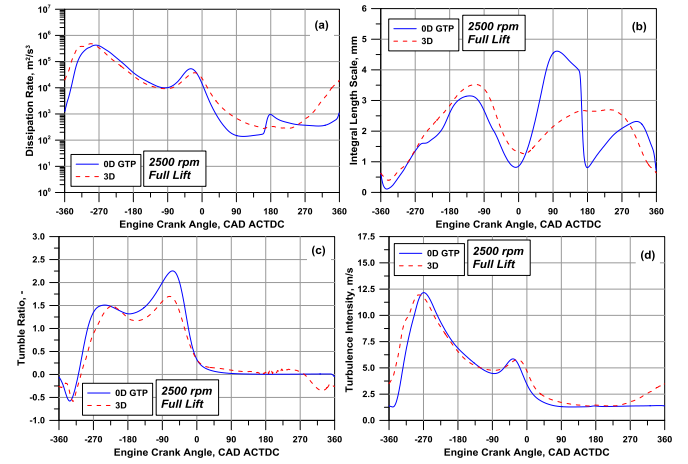 (a)
Dissipation Rate, m²/s³
10⁷
10⁶
10⁵
10⁴
10³
10²
10¹
10⁰
0D GTP
3D
2500 rpm
Full Lift
-360 -270 -180 -90 0 90 180 270 360
Engine Crank Angle, CAD ACTDC
(b)
Integral Length Scale, mm
6
5
4
3
2
1
0
0D GTP
3D
2500 rpm
Full Lift
-360 -270 -180 -90 0 90 180 270 360
Engine Crank Angle, CAD ACTDC
(c)
Tumble Ratio, -
3.0
2.5
2.0
1.5
1.0
0.5
0.0
-0.5
-1.0
0D GTP
3D
2500 rpm
Full Lift
-360 -270 -180 -90 0 90 180 270 360
Engine Crank Angle, CAD ACTDC
(d)
Turbulence Intensity, m/s
17.5
15.0
12.5
10.0
7.5
5.0
2.5
0.0
0D GTP
3D
2500 rpm
Full Lift
-360 -270 -180 -90 0 90 180 270 360
Engine Crank Angle, CAD ACTDC